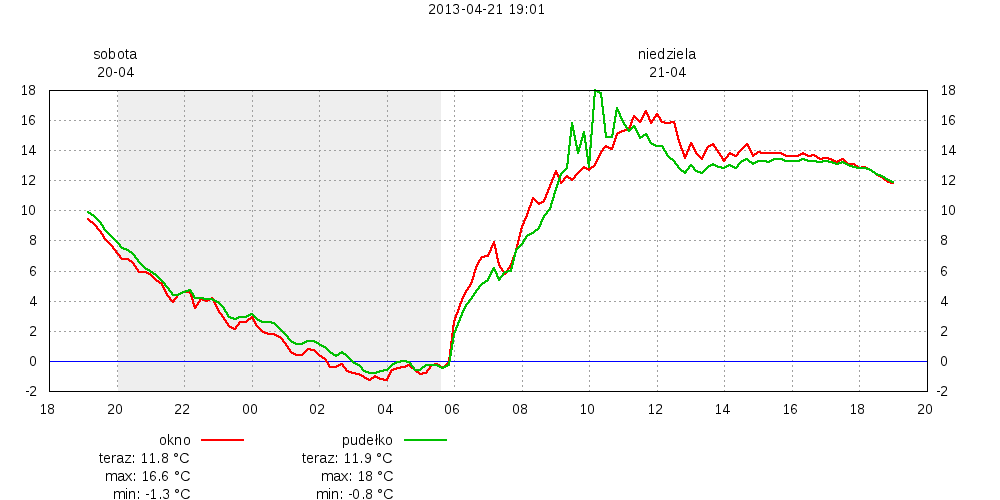 2013-04-21 19:01
sobota niedziela
20-04 21-04
18 18
16 16
14 14
12 12
10 10
8 8
6 6
4 4
2 2
0 0
-2 -2
18 20 22 00 02 04 06 08 10 12 14 16 18 20
okno pudełko
teraz: 11.8 °C teraz: 11.9 °C
max: 16.6 °C max: 18 °C
min: -1.3 °C min: -0.8 °C